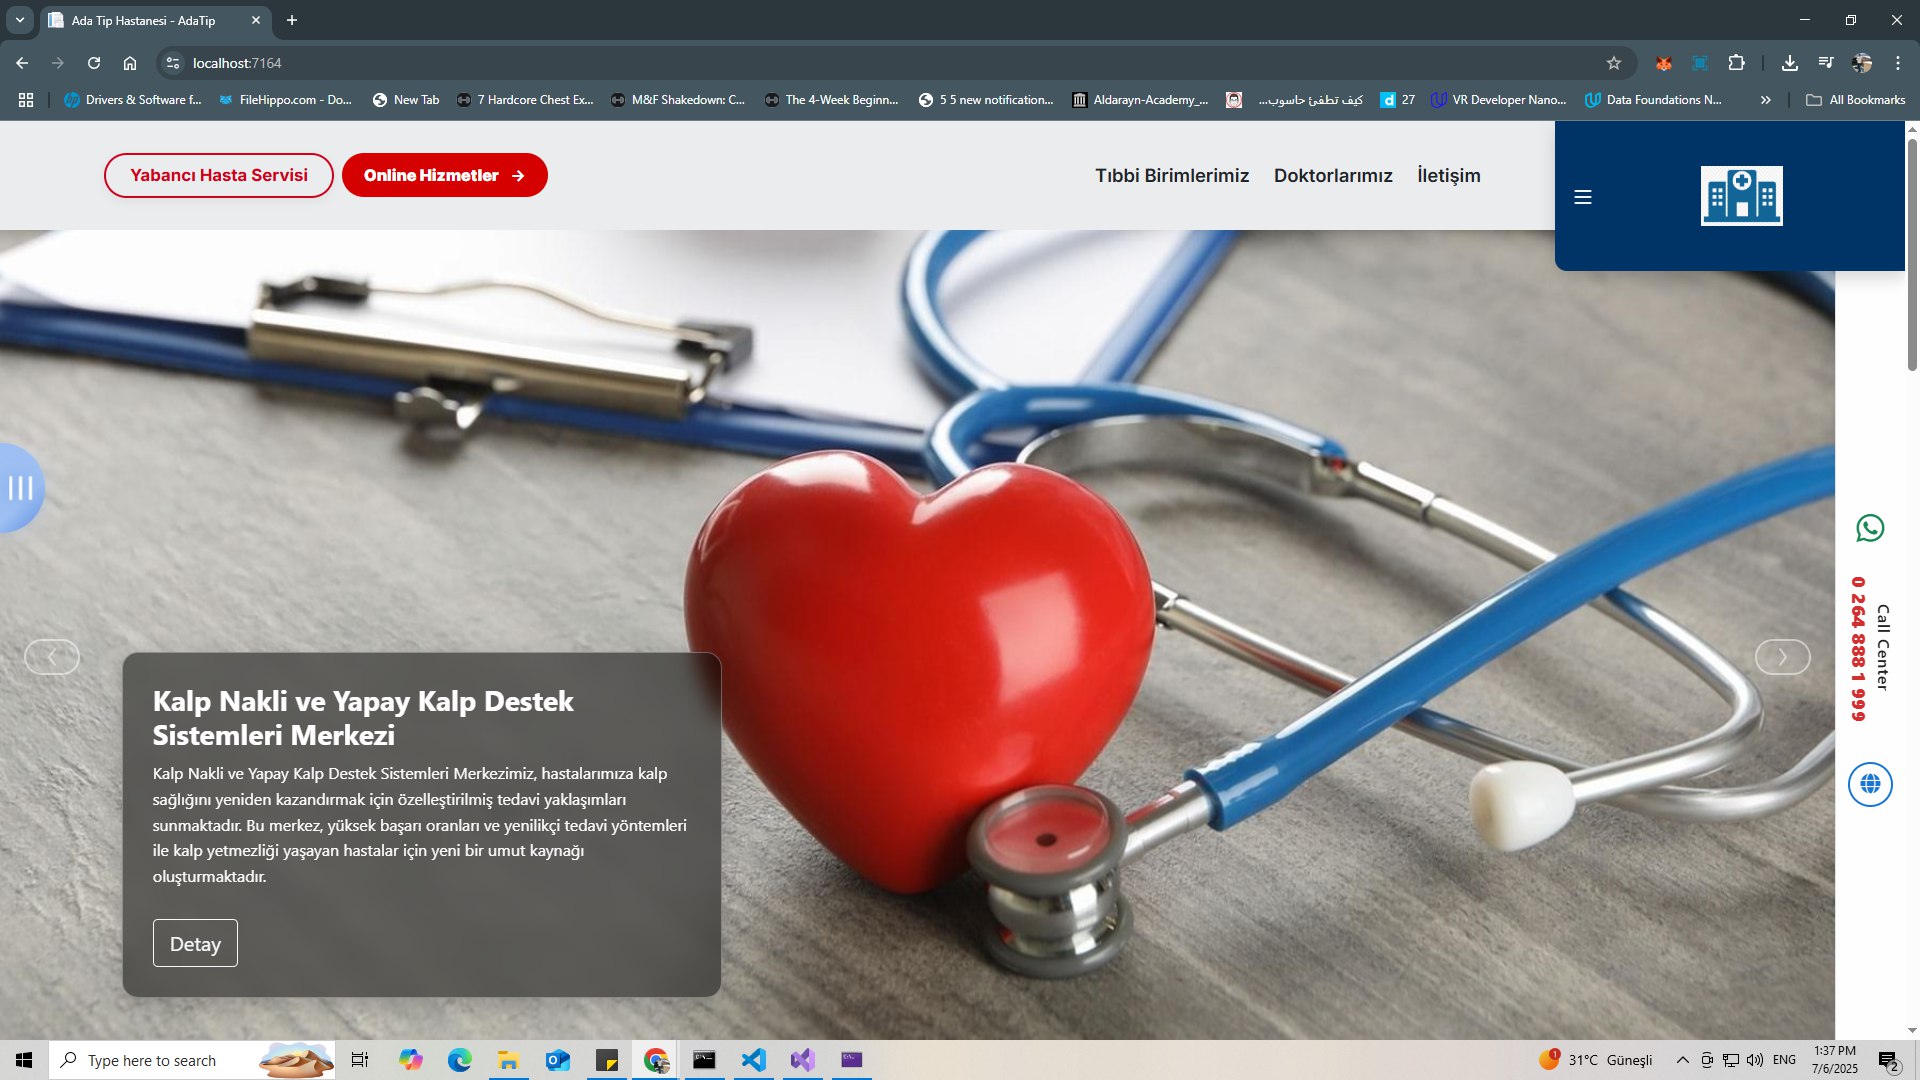 Ada Tip Hastanesi - AdaTip
localhost:7164
Drivers & Software f...
FileHippo.com - Do...
New Tab
7 Hardcore Chest Ex...
M&F Shakedown: C...
The 4-Week Beginn...
5 5 new notification...
Aldarayn-Academy_...
كيف تطفئ حاسوب...
27
VR Developer Nano...
Data Foundations N...
All Bookmarks
Yabancı Hasta Servisi
Online Hizmetler
Tıbbi Birimlerimiz
Doktorlarımız
İletişim
Kalp Nakli ve Yapay Kalp Destek
Sistemleri Merkezi
Kalp Nakli ve Yapay Kalp Destek Sistemleri Merkezimiz, hastalarımıza kalp
sağlığını yeniden kazandırmak için özelleştirilmiş tedavi yaklaşımları
sunmaktadır. Bu merkez, yüksek başarı oranları ve yenilikçi tedavi yöntemleri
ile kalp yetmezliği yaşayan hastalar için yeni bir umut kaynağı
oluşturmaktadır.
Detay
Call Center
0 264 888 1 999
Type here to search
1
31°C Güneşli
ENG
1:37 PM
7/6/2025
2